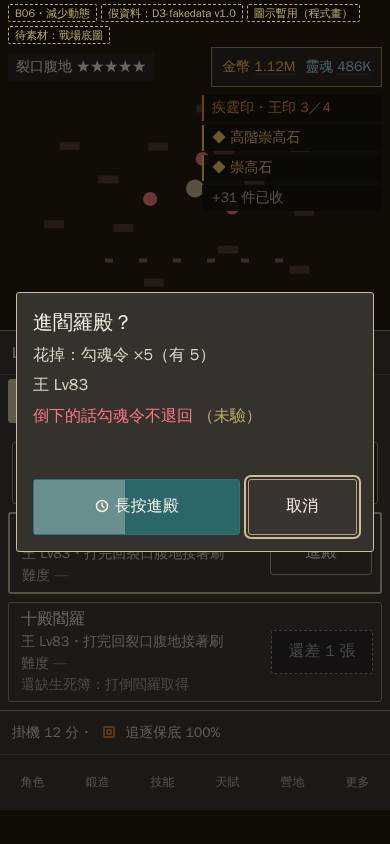 B06・減少動態
假資料：D3-fakedata v1.0
圖示暫用（程式畫）
待素材：戰場底圖
裂口腹地 ★★★★★
金幣 1.12M 靈魂 486K
疾霆印・王印 3／4
◆ 高階崇高石
◆ 崇高石
+31 件已收
進閻羅殿？
花掉：勾魂令 ×5（有 5）
王 Lv83
倒下的話勾魂令不退回 （未驗）
長按進殿
取消
王 Lv83・打完回裂口腹地接著刷
進殿
難度 —
十殿閻羅
王 Lv83・打完回裂口腹地接著刷
難度 —
還缺生死簿：打倒閻羅取得
還差 1 張
掛機 12 分・ 追逐保底 100%
角色
鍛造
技能
天賦
營地
更多